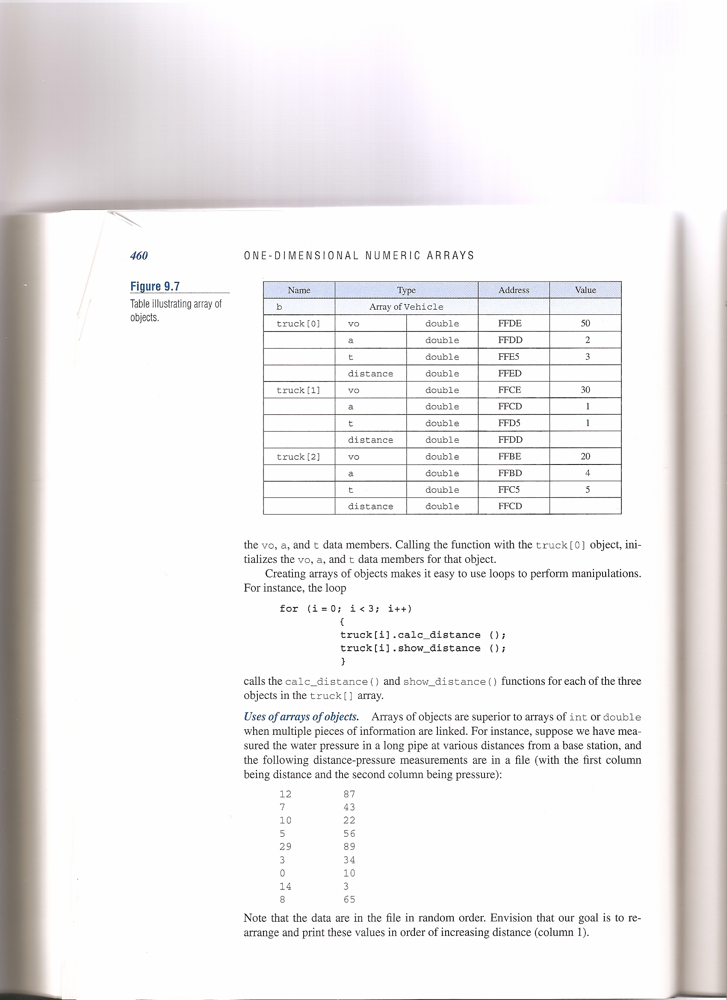 460
ONE-DIMENSIONAL NUMERIC ARRAYS
Figure 9.7
Table illustrating array of
objects.
Name Type Address Value
b Array of Vehicle
truck[0] vo double FFDE 50
a double FFDD 2
t double FFE5 3
distance double FFED
truck[1] vo double FFCE 30
a double FFCD 1
t double FFD5 1
distance double FFDD
truck[2] vo double FFBE 20
a double FFBD 4
t double FFC5 5
distance double FFCD
the vo, a, and t data members. Calling the function with the truck[0] object, ini-
tializes the vo, a, and t data members for that object.
Creating arrays of objects makes it easy to use loops to perform manipulations.
For instance, the loop
for (i = 0; i < 3; i++)
{
truck[i].calc_distance ();
truck[i].show_distance ();
}
calls the calc_distance() and show_distance() functions for each of the three
objects in the truck[] array.
Uses of arrays of objects. Arrays of objects are superior to arrays of int or double
when multiple pieces of information are linked. For instance, suppose we have mea-
sured the water pressure in a long pipe at various distances from a base station, and
the following distance-pressure measurements are in a file (with the first column
being distance and the second column being pressure):
12 87
7 43
10 22
5 56
29 89
3 34
0 10
14 3
8 65
Note that the data are in the file in random order. Envision that our goal is to re-
arrange and print these values in order of increasing distance (column 1).